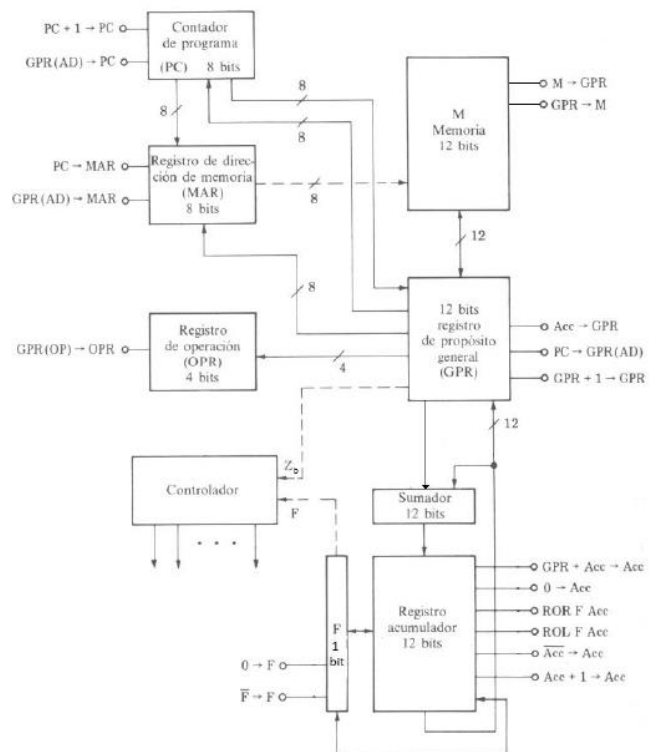 PC + 1 → PC
GPR(AD) → PC
Contador
de programa
(PC) 8 bits
8
8
8
M → GPR
GPR → M
M
Memoria
12 bits
PC → MAR
GPR(AD) → MAR
Registro de direc-
ción de memoria
(MAR)
8 bits
8
12
8
GPR(OP) → OPR
Registro
de operación
(OPR)
4 bits
4
12 bits
registro
de propósito
general
(GPR)
Acc → GPR
PC → GPR(AD)
GPR + 1 → GPR
12
Controlador
Z_b
F
. . .
Sumador
12 bits
F
1
bit
0 → F
F̅ → F
Registro
acumulador
12 bits
GPR + Acc → Acc
0 → Acc
ROR F Acc
ROL F Acc
A̅c̅c̅ → Acc
Acc + 1 → Acc